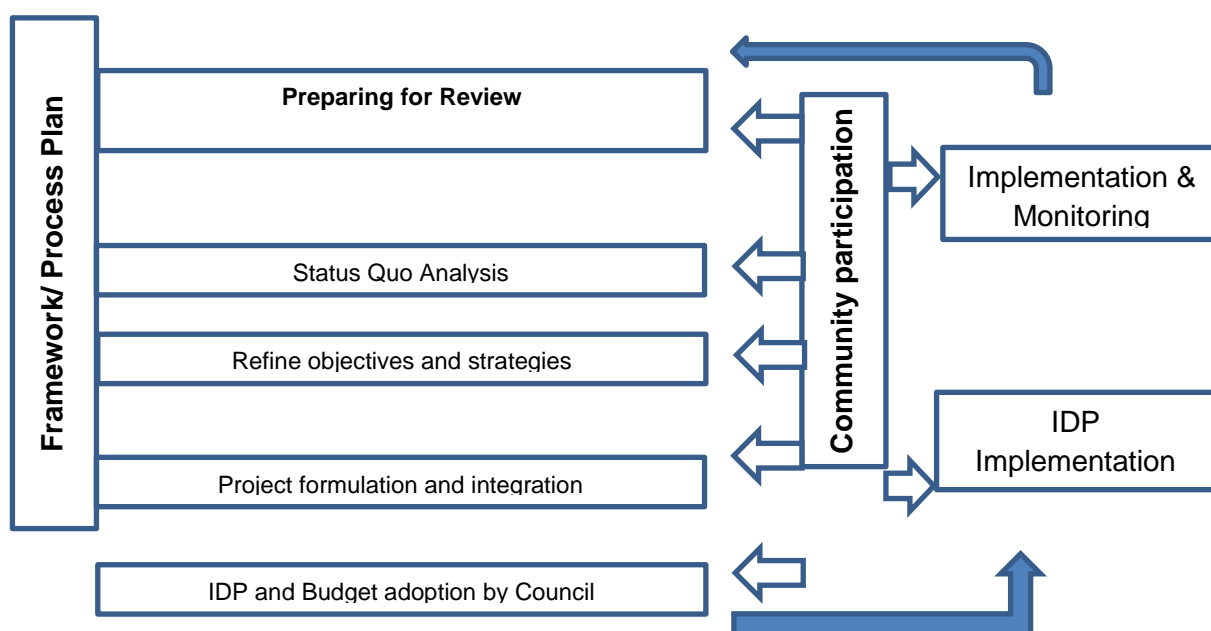 Framework/ Process Plan
Preparing for Review
Status Quo Analysis
Refine objectives and strategies
Project formulation and integration
IDP and Budget adoption by Council
Community participation
Implementation &
Monitoring
IDP
Implementation